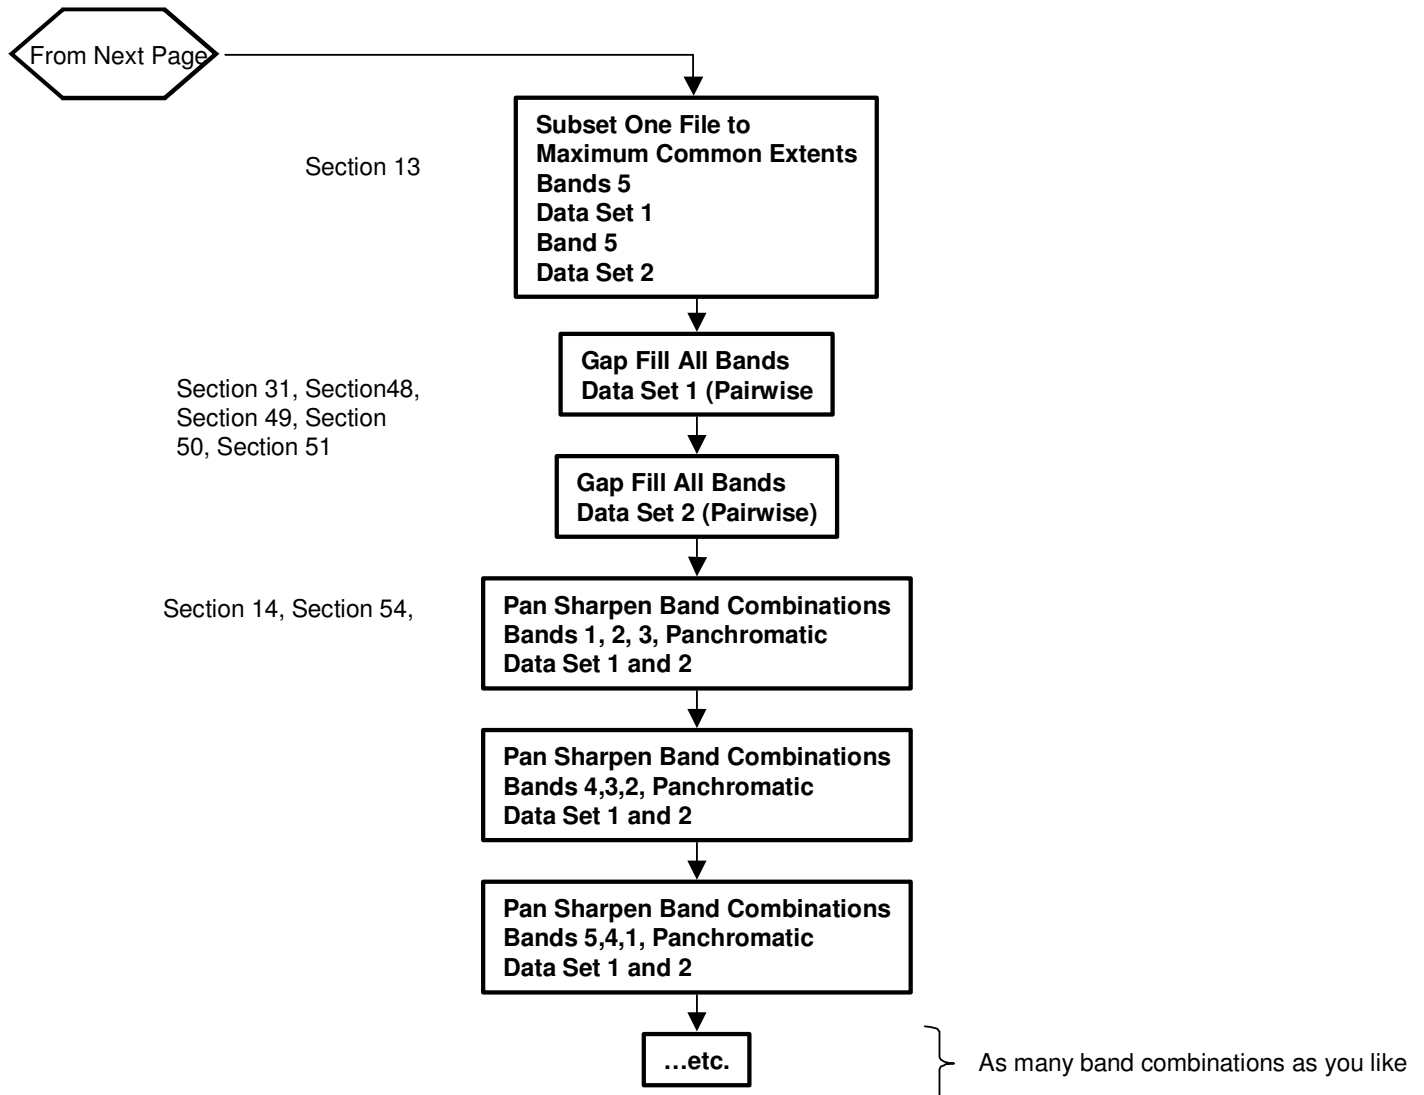 From Next Page
Subset One File to
Maximum Common Extents
Bands 5
Data Set 1
Band 5
Data Set 2
Section 13
Gap Fill All Bands
Data Set 1 (Pairwise
Section 31, Section48,
Section 49, Section
50, Section 51
Gap Fill All Bands
Data Set 2 (Pairwise)
Section 14, Section 54,
Pan Sharpen Band Combinations
Bands 1, 2, 3, Panchromatic
Data Set 1 and 2
Pan Sharpen Band Combinations
Bands 4,3,2, Panchromatic
Data Set 1 and 2
Pan Sharpen Band Combinations
Bands 5,4,1, Panchromatic
Data Set 1 and 2
...etc.
As many band combinations as you like